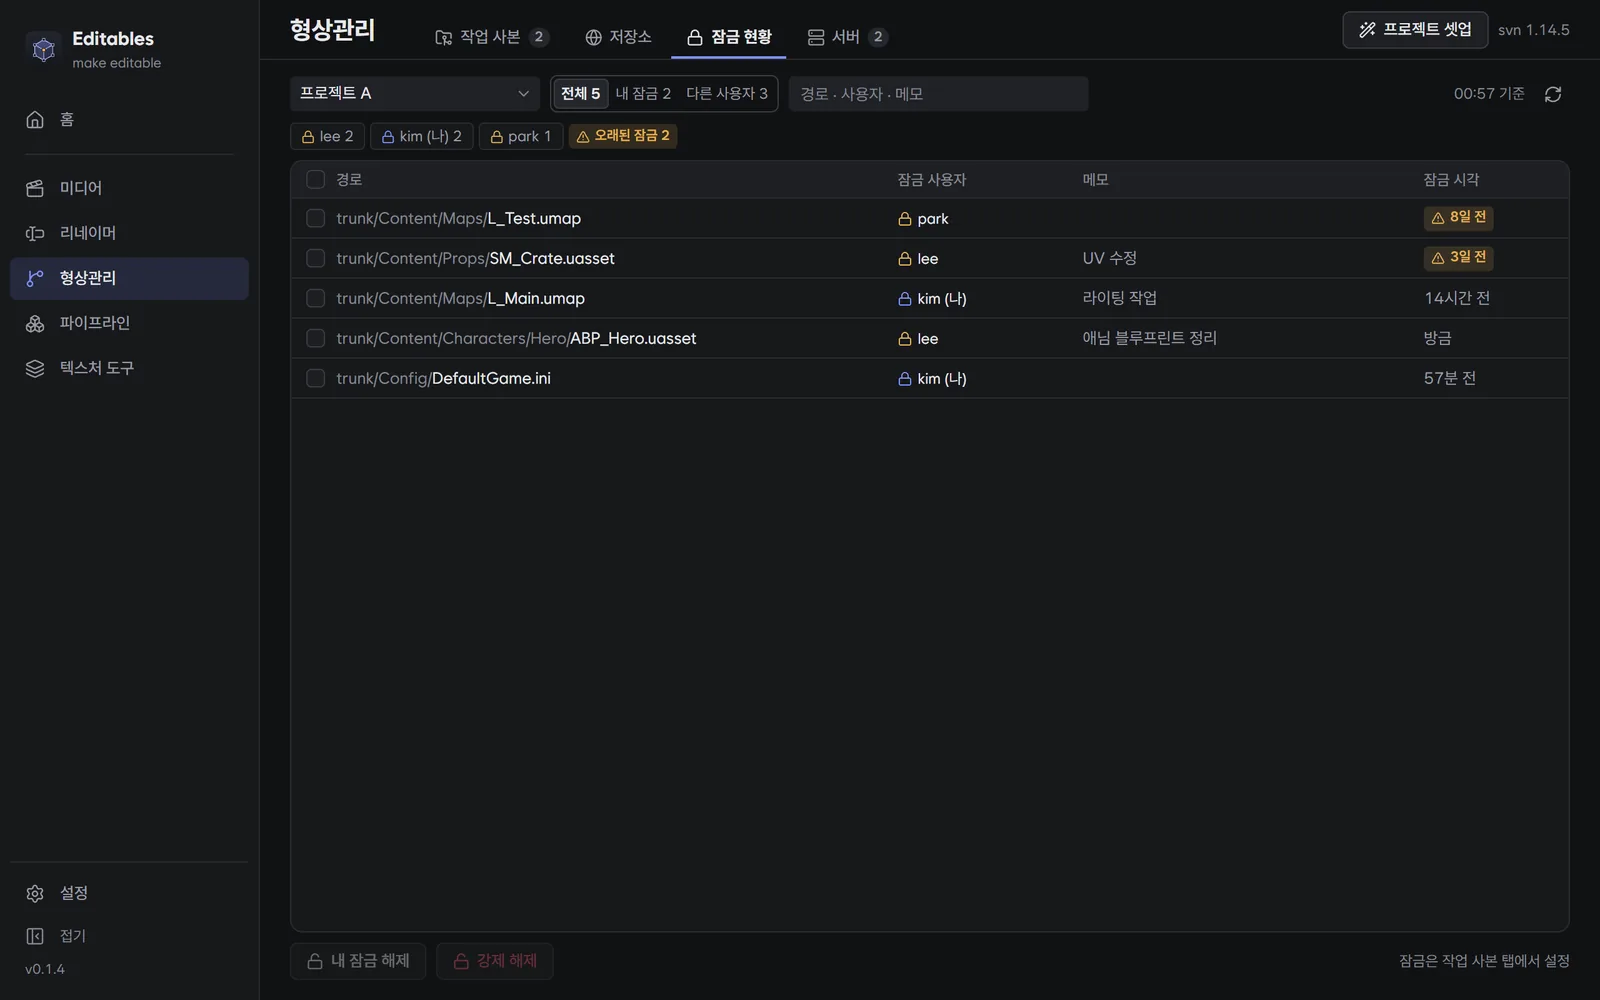 Editables
make editable
홈
미디어
리네이머
형상관리
파이프라인
텍스처 도구
설정
접기
v0.1.4
형상관리
작업 사본 2
저장소
잠금 현황
서버 2
프로젝트 셋업
svn 1.14.5
프로젝트 A
전체 5
내 잠금 2
다른 사용자 3
경로 · 사용자 · 메모
00:57 기준
lee 2
kim (나) 2
park 1
오래된 잠금 2
경로 잠금 사용자 메모 잠금 시각
trunk/Content/Maps/L_Test.umap park 8일 전
trunk/Content/Props/SM_Crate.uasset lee UV 수정 3일 전
trunk/Content/Maps/L_Main.umap kim (나) 라이팅 작업 14시간 전
trunk/Content/Characters/Hero/ABP_Hero.uasset lee 애님 블루프린트 정리 방금
trunk/Config/DefaultGame.ini kim (나) 57분 전
내 잠금 해제
강제 해제
잠금은 작업 사본 탭에서 설정